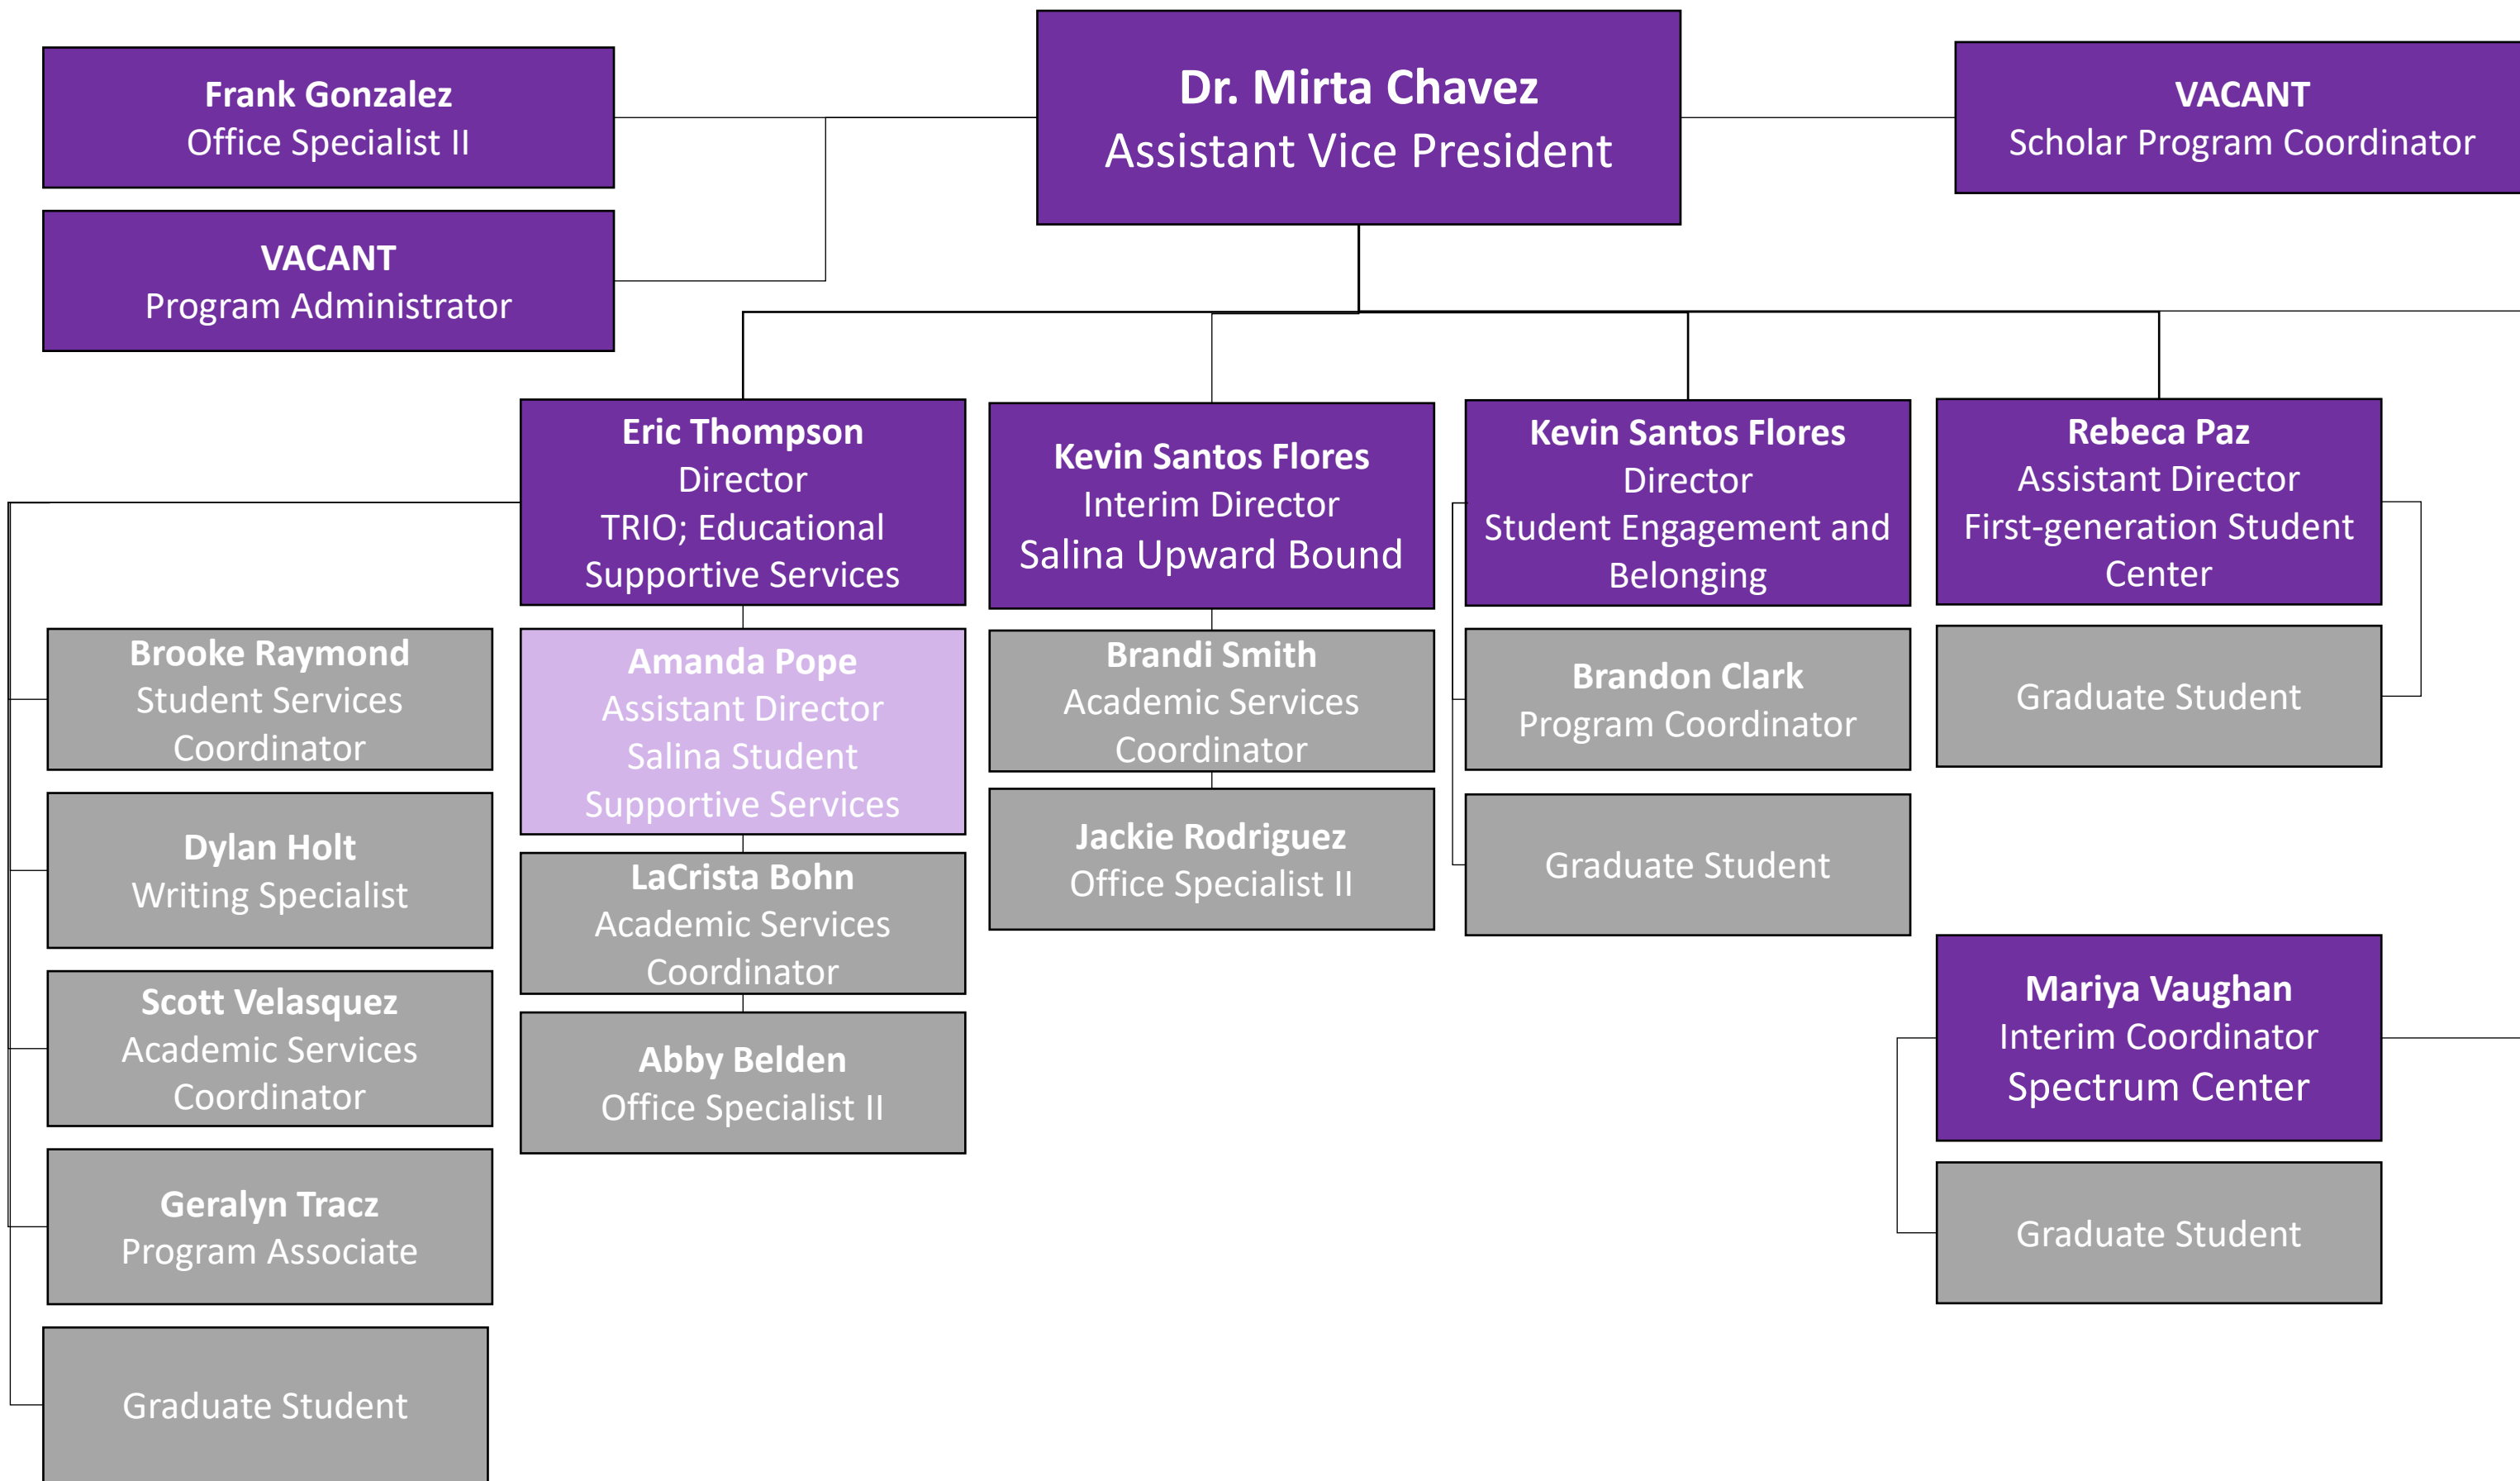 Dr. Mirta Chavez
Assistant Vice President
Frank Gonzalez
Office Specialist II
VACANT
Program Administrator
VACANT
Scholar Program Coordinator
Eric Thompson
Director
TRIO; Educational
Supportive Services
Kevin Santos Flores
Interim Director
Salina Upward Bound
Kevin Santos Flores
Director
Student Engagement and
Belonging
Rebeca Paz
Assistant Director
First-generation Student
Center
Brooke Raymond
Student Services
Coordinator
Dylan Holt
Writing Specialist
Scott Velasquez
Academic Services
Coordinator
Geralyn Tracz
Program Associate
Graduate Student
Amanda Pope
Assistant Director
Salina Student
Supportive Services
LaCrista Bohn
Academic Services
Coordinator
Abby Belden
Office Specialist II
Brandi Smith
Academic Services
Coordinator
Jackie Rodriguez
Office Specialist II
Brandon Clark
Program Coordinator
Graduate Student
Graduate Student
Mariya Vaughan
Interim Coordinator
Spectrum Center
Graduate Student